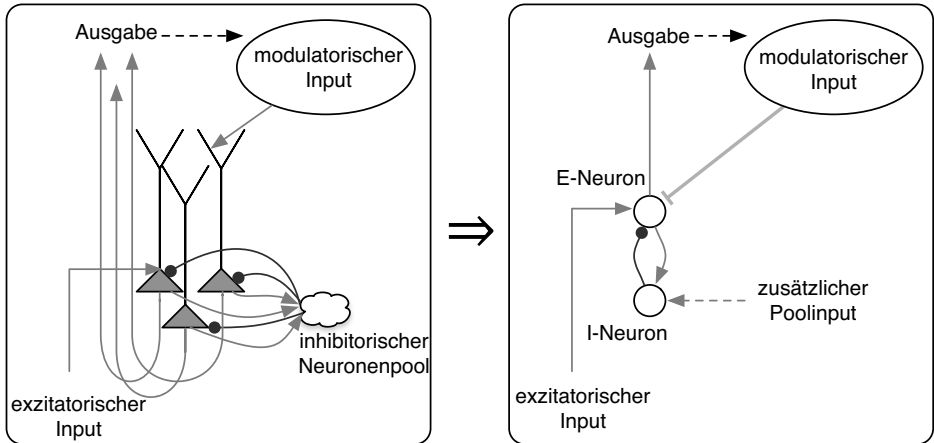 Ausgabe
modulatorischer
Input
inhibitorischer
Neuronenpool
exzitatorischer
Input
⇒
Ausgabe
modulatorischer
Input
E-Neuron
zusätzlicher
Poolinput
I-Neuron
exzitatorischer
Input